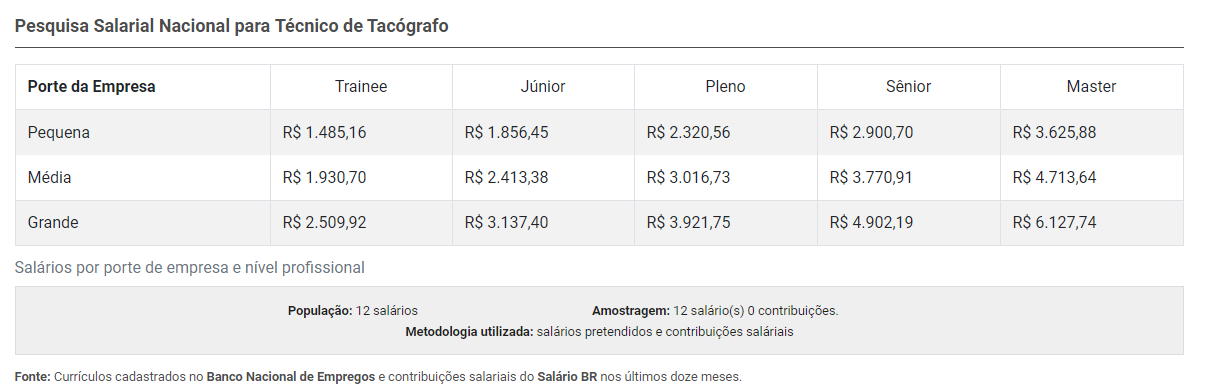 Pesquisa Salarial Nacional para Técnico de Tacógrafo
Porte da Empresa Trainee Júnior Pleno Sênior Master
Pequena R$ 1.485,16 R$ 1.856,45 R$ 2.320,56 R$ 2.900,70 R$ 3.625,88
Média R$ 1.930,70 R$ 2.413,38 R$ 3.016,73 R$ 3.770,91 R$ 4.713,64
Grande R$ 2.509,92 R$ 3.137,40 R$ 3.921,75 R$ 4.902,19 R$ 6.127,74
Salários por porte de empresa e nível profissional
População: 12 salários Amostragem: 12 salário(s) 0 contribuições.
Metodologia utilizada: salários pretendidos e contribuições saláriais
Fonte: Currículos cadastrados no Banco Nacional de Empregos e contribuições salariais do Salário BR nos últimos doze meses.